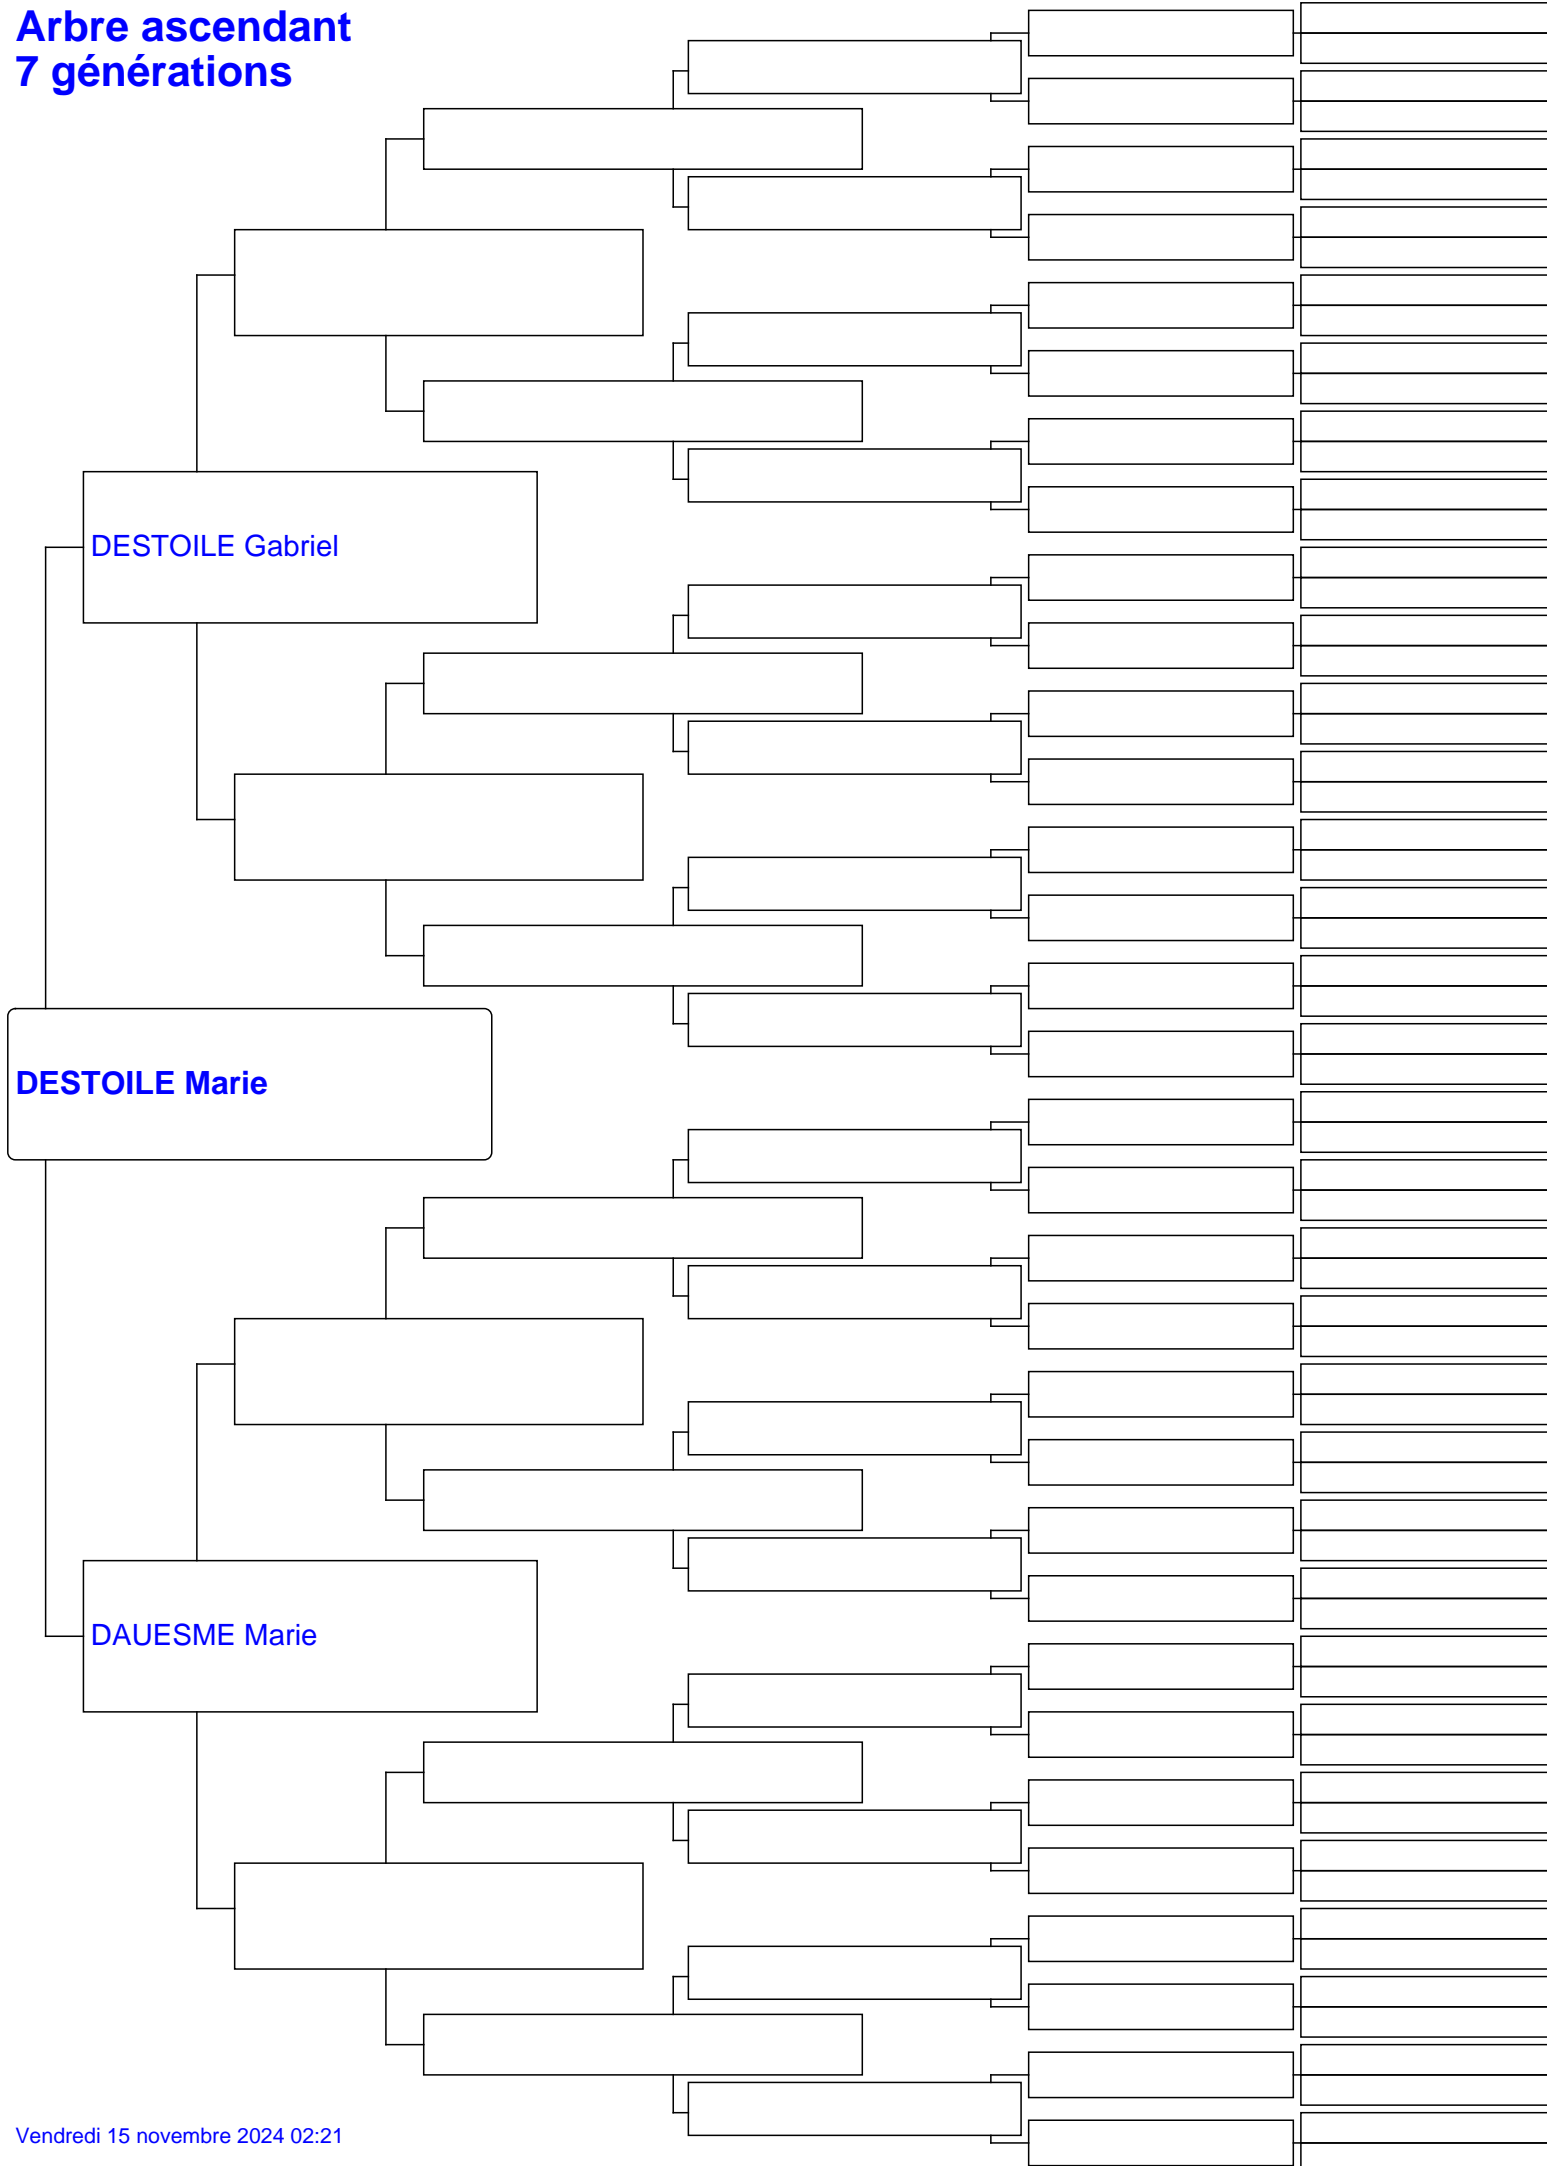 Arbre ascendant
7 générations
DESTOILE Gabriel
DESTOILE Marie
DAUESME Marie
Vendredi 15 novembre 2024 02:21